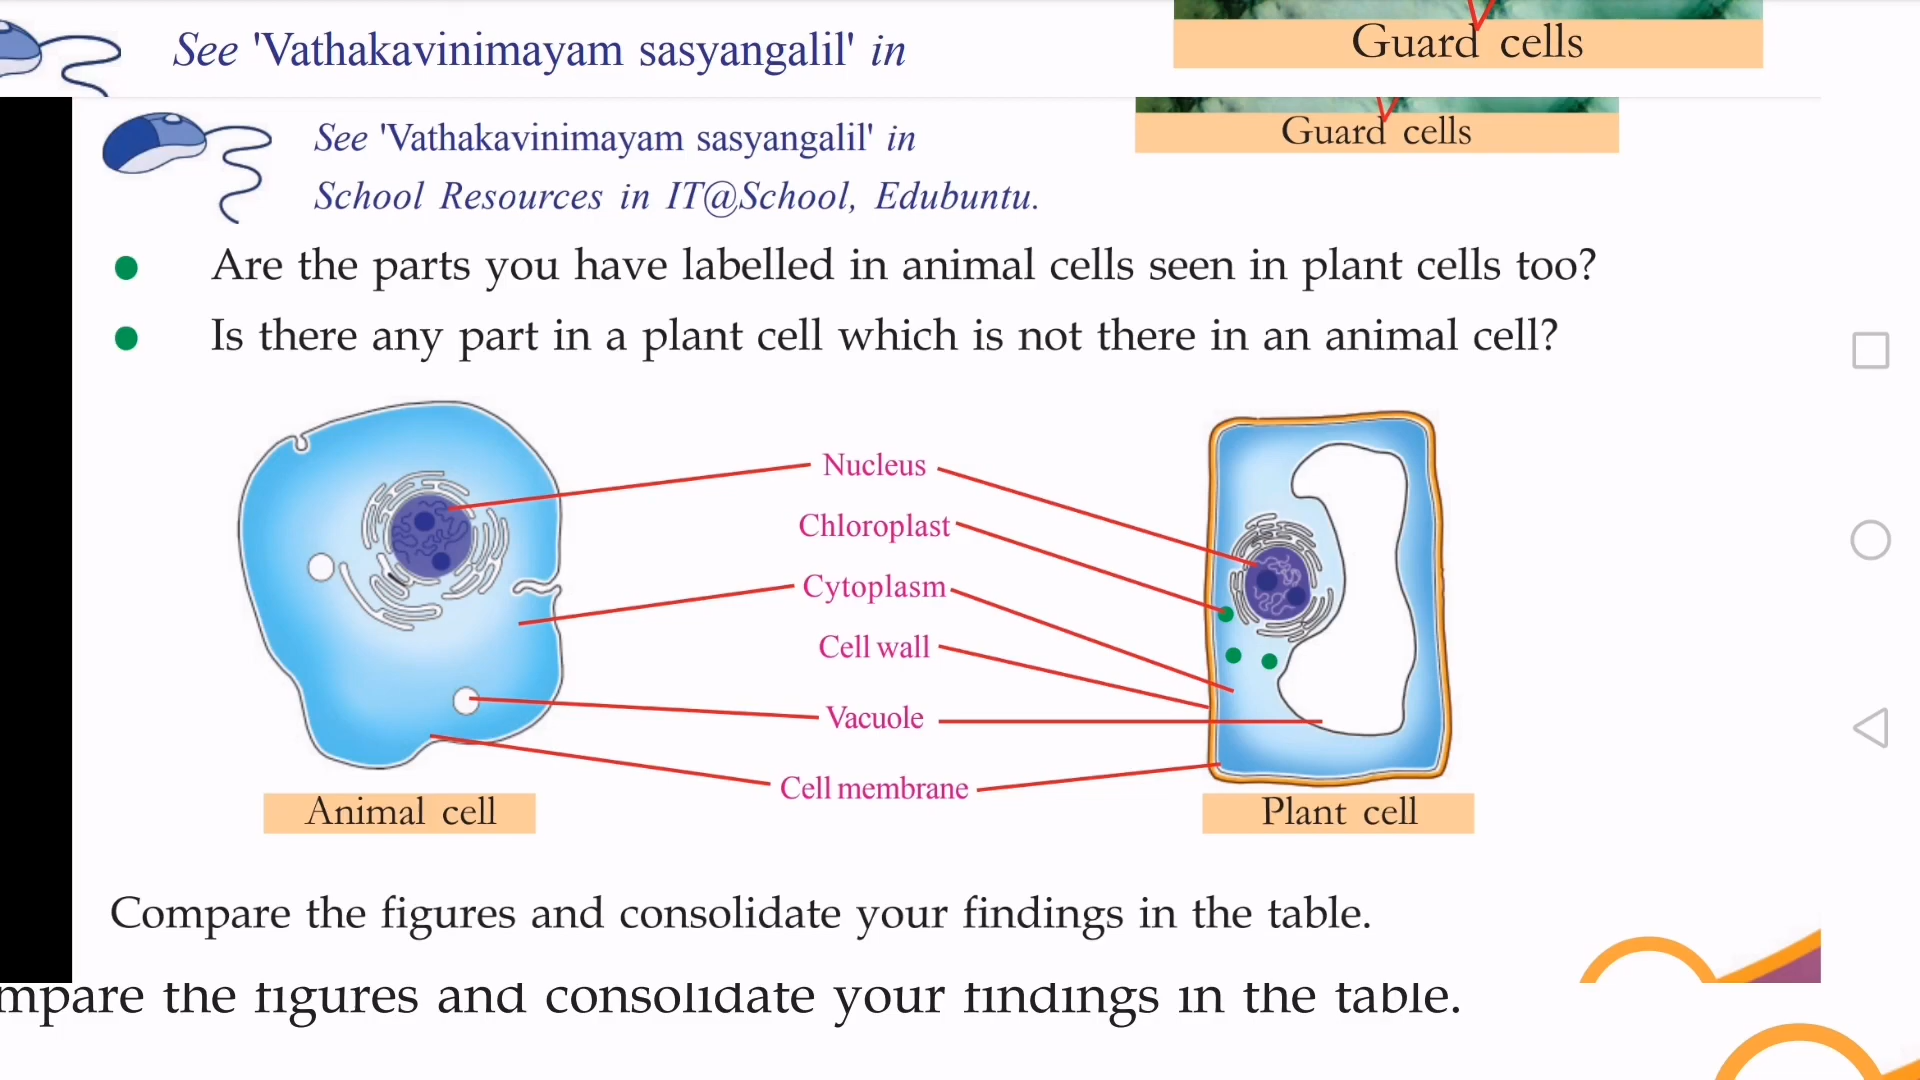 See 'Vathakavinimayam sasyangalil' in
Guard cells
See 'Vathakavinimayam sasyangalil' in
School Resources in IT@School, Edubuntu.
Guard cells
Are the parts you have labelled in animal cells seen in plant cells too?
Is there any part in a plant cell which is not there in an animal cell?
Nucleus
Chloroplast
Cytoplasm
Cell wall
Vacuole
Cell membrane
Animal cell
Plant cell
Compare the figures and consolidate your findings in the table.
mpare the figures and consolidate your findings in the table.